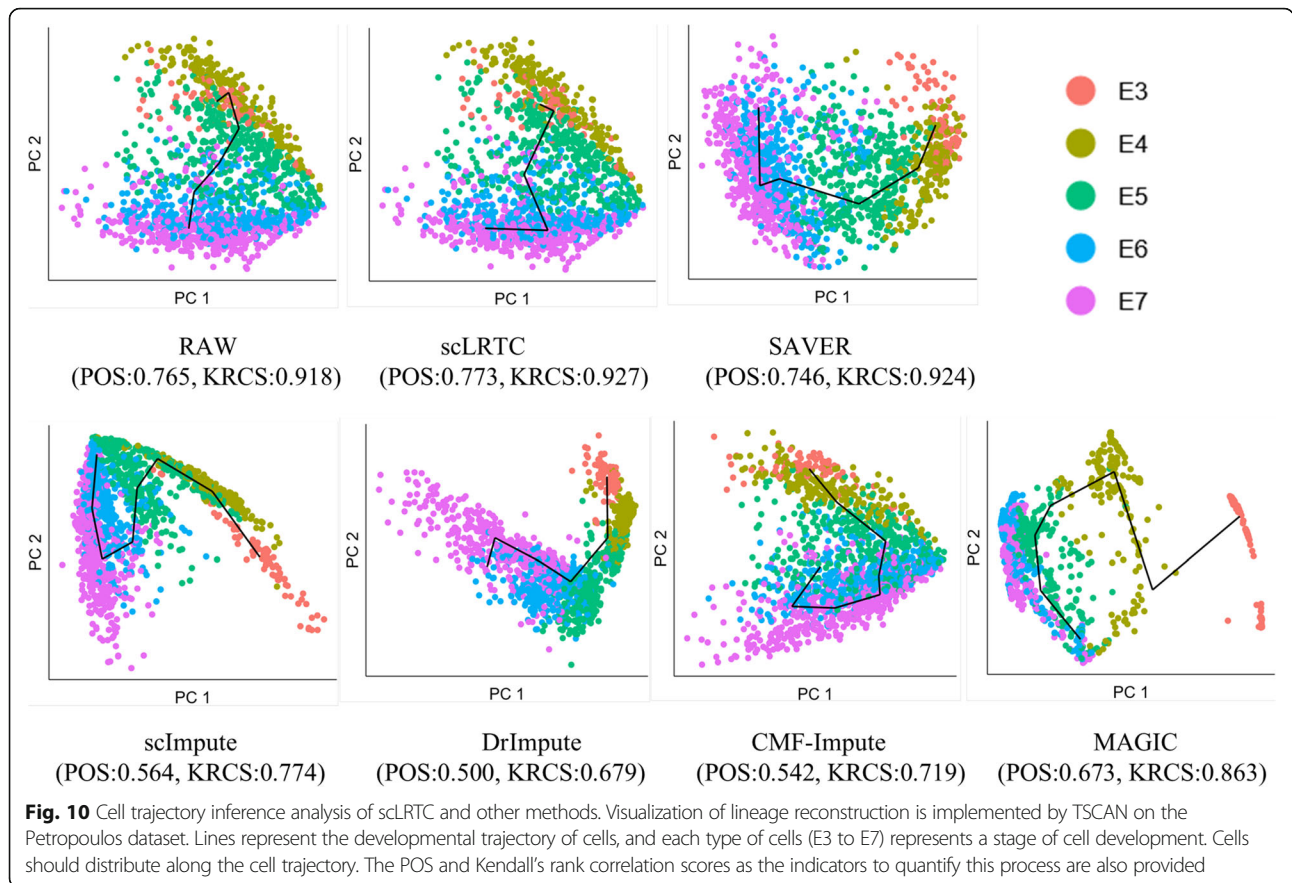 PC 2
PC 1
RAW
(POS:0.765, KRCS:0.918)
PC 2
PC 1
scLRTC
(POS:0.773, KRCS:0.927)
PC 2
PC 1
SAVER
(POS:0.746, KRCS:0.924)
E3
E4
E5
E6
E7
PC 2
PC 1
scImpute
(POS:0.564, KRCS:0.774)
PC 2
PC 1
DrImpute
(POS:0.500, KRCS:0.679)
PC 2
PC 1
CMF-Impute
(POS:0.542, KRCS:0.719)
PC 2
PC 1
MAGIC
(POS:0.673, KRCS:0.863)
Fig. 10 Cell trajectory inference analysis of scLRTC and other methods. Visualization of lineage reconstruction is implemented by TSCAN on the
Petropoulos dataset. Lines represent the developmental trajectory of cells, and each type of cells (E3 to E7) represents a stage of cell development. Cells
should distribute along the cell trajectory. The POS and Kendall's rank correlation scores as the indicators to quantify this process are also provided